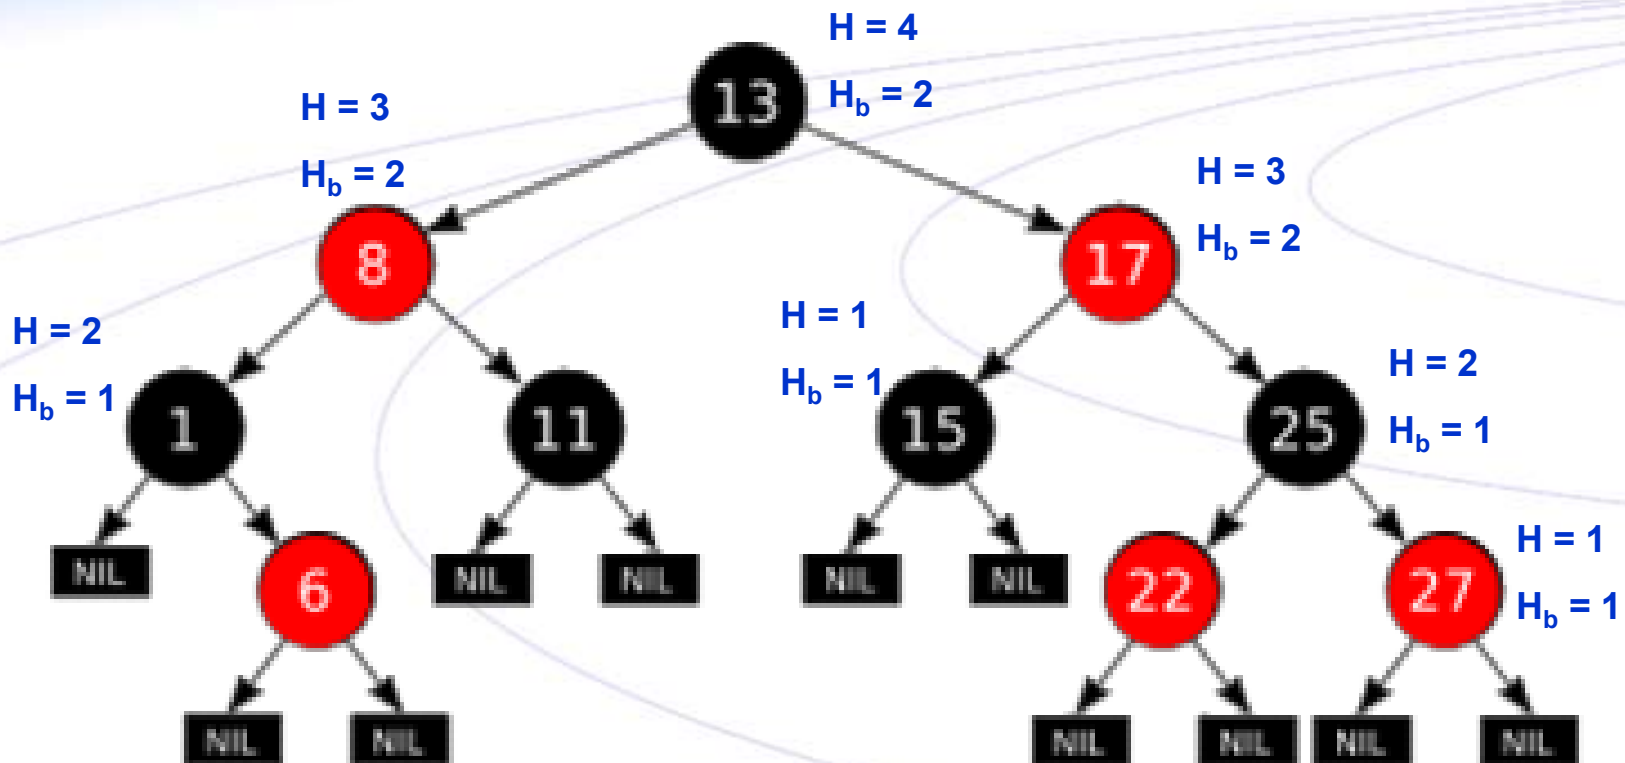 H = 4
13
H_b = 2
H = 3
H_b = 2
H = 3
H_b = 2
8
17
H = 2
H_b = 1
H = 1
H_b = 1
H = 2
H_b = 1
1
11
15
25
NIL
6
NIL
NIL
NIL
NIL
22
27
H = 1
H_b = 1
NIL
NIL
NIL
NIL
NIL
NIL